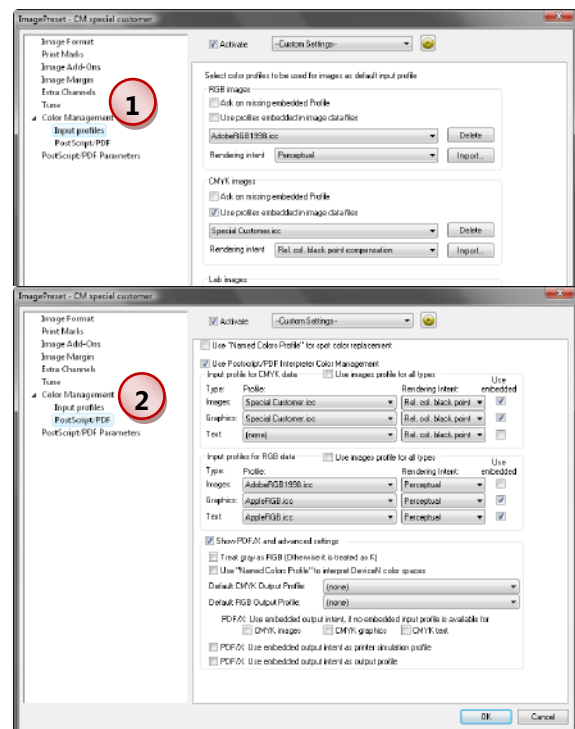 ImagePreset - CM special customer
Image Format
Print Marks
Image Add-Ons
Image Margin
Extra Channels
Tune
Color Management
Input profiles
PostScript/PDF
PostScript/PDF Parameters
1
Activate
-Custom Settings-
Select color profiles to be used for images as default input profile
RGB images
Ask on missing embedded Profile
Use profiles embedded in image data files
AdobeRGB1998.icc
Delete
Rendering intent
Perceptual
Import...
CMYK images
Ask on missing embedded Profile
Use profiles embedded in image data files
Special Customer.icc
Delete
Rendering intent
Rel. col. black point compensation
Import...
Lab images
ImagePreset - CM special customer
Image Format
Print Marks
Image Add-Ons
Image Margin
Extra Channels
Tune
Color Management
Input profiles
PostScript/PDF
PostScript/PDF Parameters
2
Activate
-Custom Settings-
Use "Named Colors Profile" for spot color replacement
Use Postscript/PDF Interpreter Color Management
Input profile for CMYK data
Use images profile for all types
Type: Profile: Rendering Intent: Use embedded
Images: Special Customer.icc Rel. col. black point
Graphics: Special Customer.icc Rel. col. black point
Text (none) Rel. col. black point
Input profiles for RGB data
Use images profile for all types
Type: Profile: Rendering Intent: Use embedded
Images: AdobeRGB1998.icc Perceptual
Graphics: AppleRGB.icc Perceptual
Text AppleRGB.icc Perceptual
Show PDF/X and advanced settings
Treat gray as RGB (Otherwise it is treated as K)
Use "Named Colors Profile" to interpret DeviceN color spaces
Default CMYK Output Profile: (none)
Default RGB Output Profile: (none)
PDF/X: Use embedded output intent, if no embedded input profile is available for
CMYK images CMYK graphics CMYK text
PDF/X: Use embedded output intent as printer simulation profile
PDF/X: Use embedded output intent as output profile
OK
Cancel